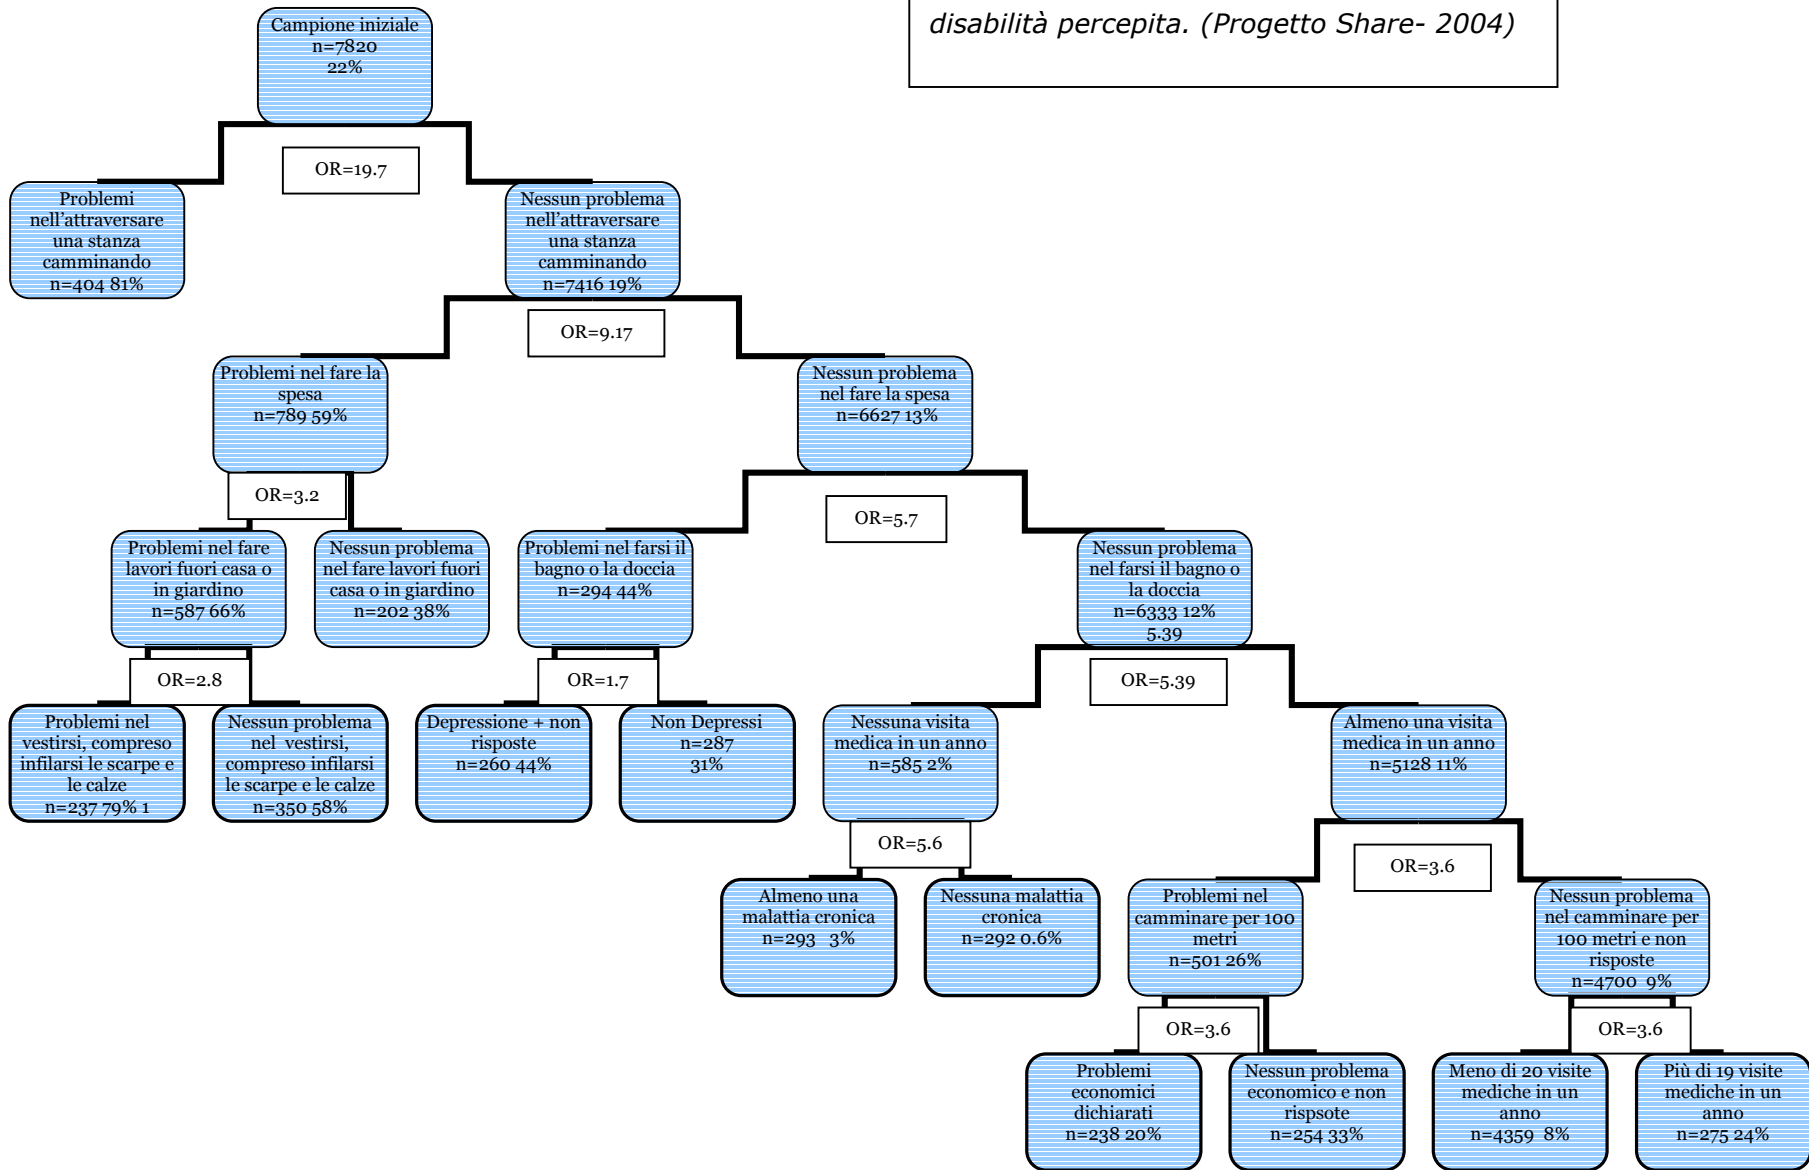 disabilità percepita. (Progetto Share- 2004)
Campione iniziale
n=7820
22%
OR=19.7
Problemi
nell'attraversare
una stanza
camminando
n=404 81%
Nessun problema
nell'attraversare
una stanza
camminando
n=7416 19%
OR=9.17
Problemi nel fare la
spesa
n=789 59%
Nessun problema
nel fare la spesa
n=6627 13%
OR=3.2
OR=5.7
Problemi nel fare
lavori fuori casa o
in giardino
n=587 66%
Nessun problema
nel fare lavori fuori
casa o in giardino
n=202 38%
Problemi nel farsi il
bagno o la doccia
n=294 44%
Nessun problema
nel farsi il bagno o
la doccia
n=6333 12%
5.39
OR=2.8
OR=1.7
OR=5.39
Problemi nel
vestirsi, compreso
infilarsi le scarpe e
le calze
n=237 79% 1
Nessun problema
nel vestirsi,
compreso infilarsi
le scarpe e le calze
n=350 58%
Depressione + non
risposte
n=260 44%
Non Depressi
n=287
31%
Nessuna visita
medica in un anno
n=585 2%
Almeno una visita
medica in un anno
n=5128 11%
OR=5.6
OR=3.6
Almeno una
malattia cronica
n=293 3%
Nessuna malattia
cronica
n=292 0.6%
Problemi nel
camminare per 100
metri
n=501 26%
Nessun problema
nel camminare per
100 metri e non
risposte
n=4700 9%
OR=3.6
OR=3.6
Problemi
economici
dichiarati
n=238 20%
Nessun problema
economico e non
rispsote
n=254 33%
Meno di 20 visite
mediche in un
anno
n=4359 8%
Più di 19 visite
mediche in un
anno
n=275 24%